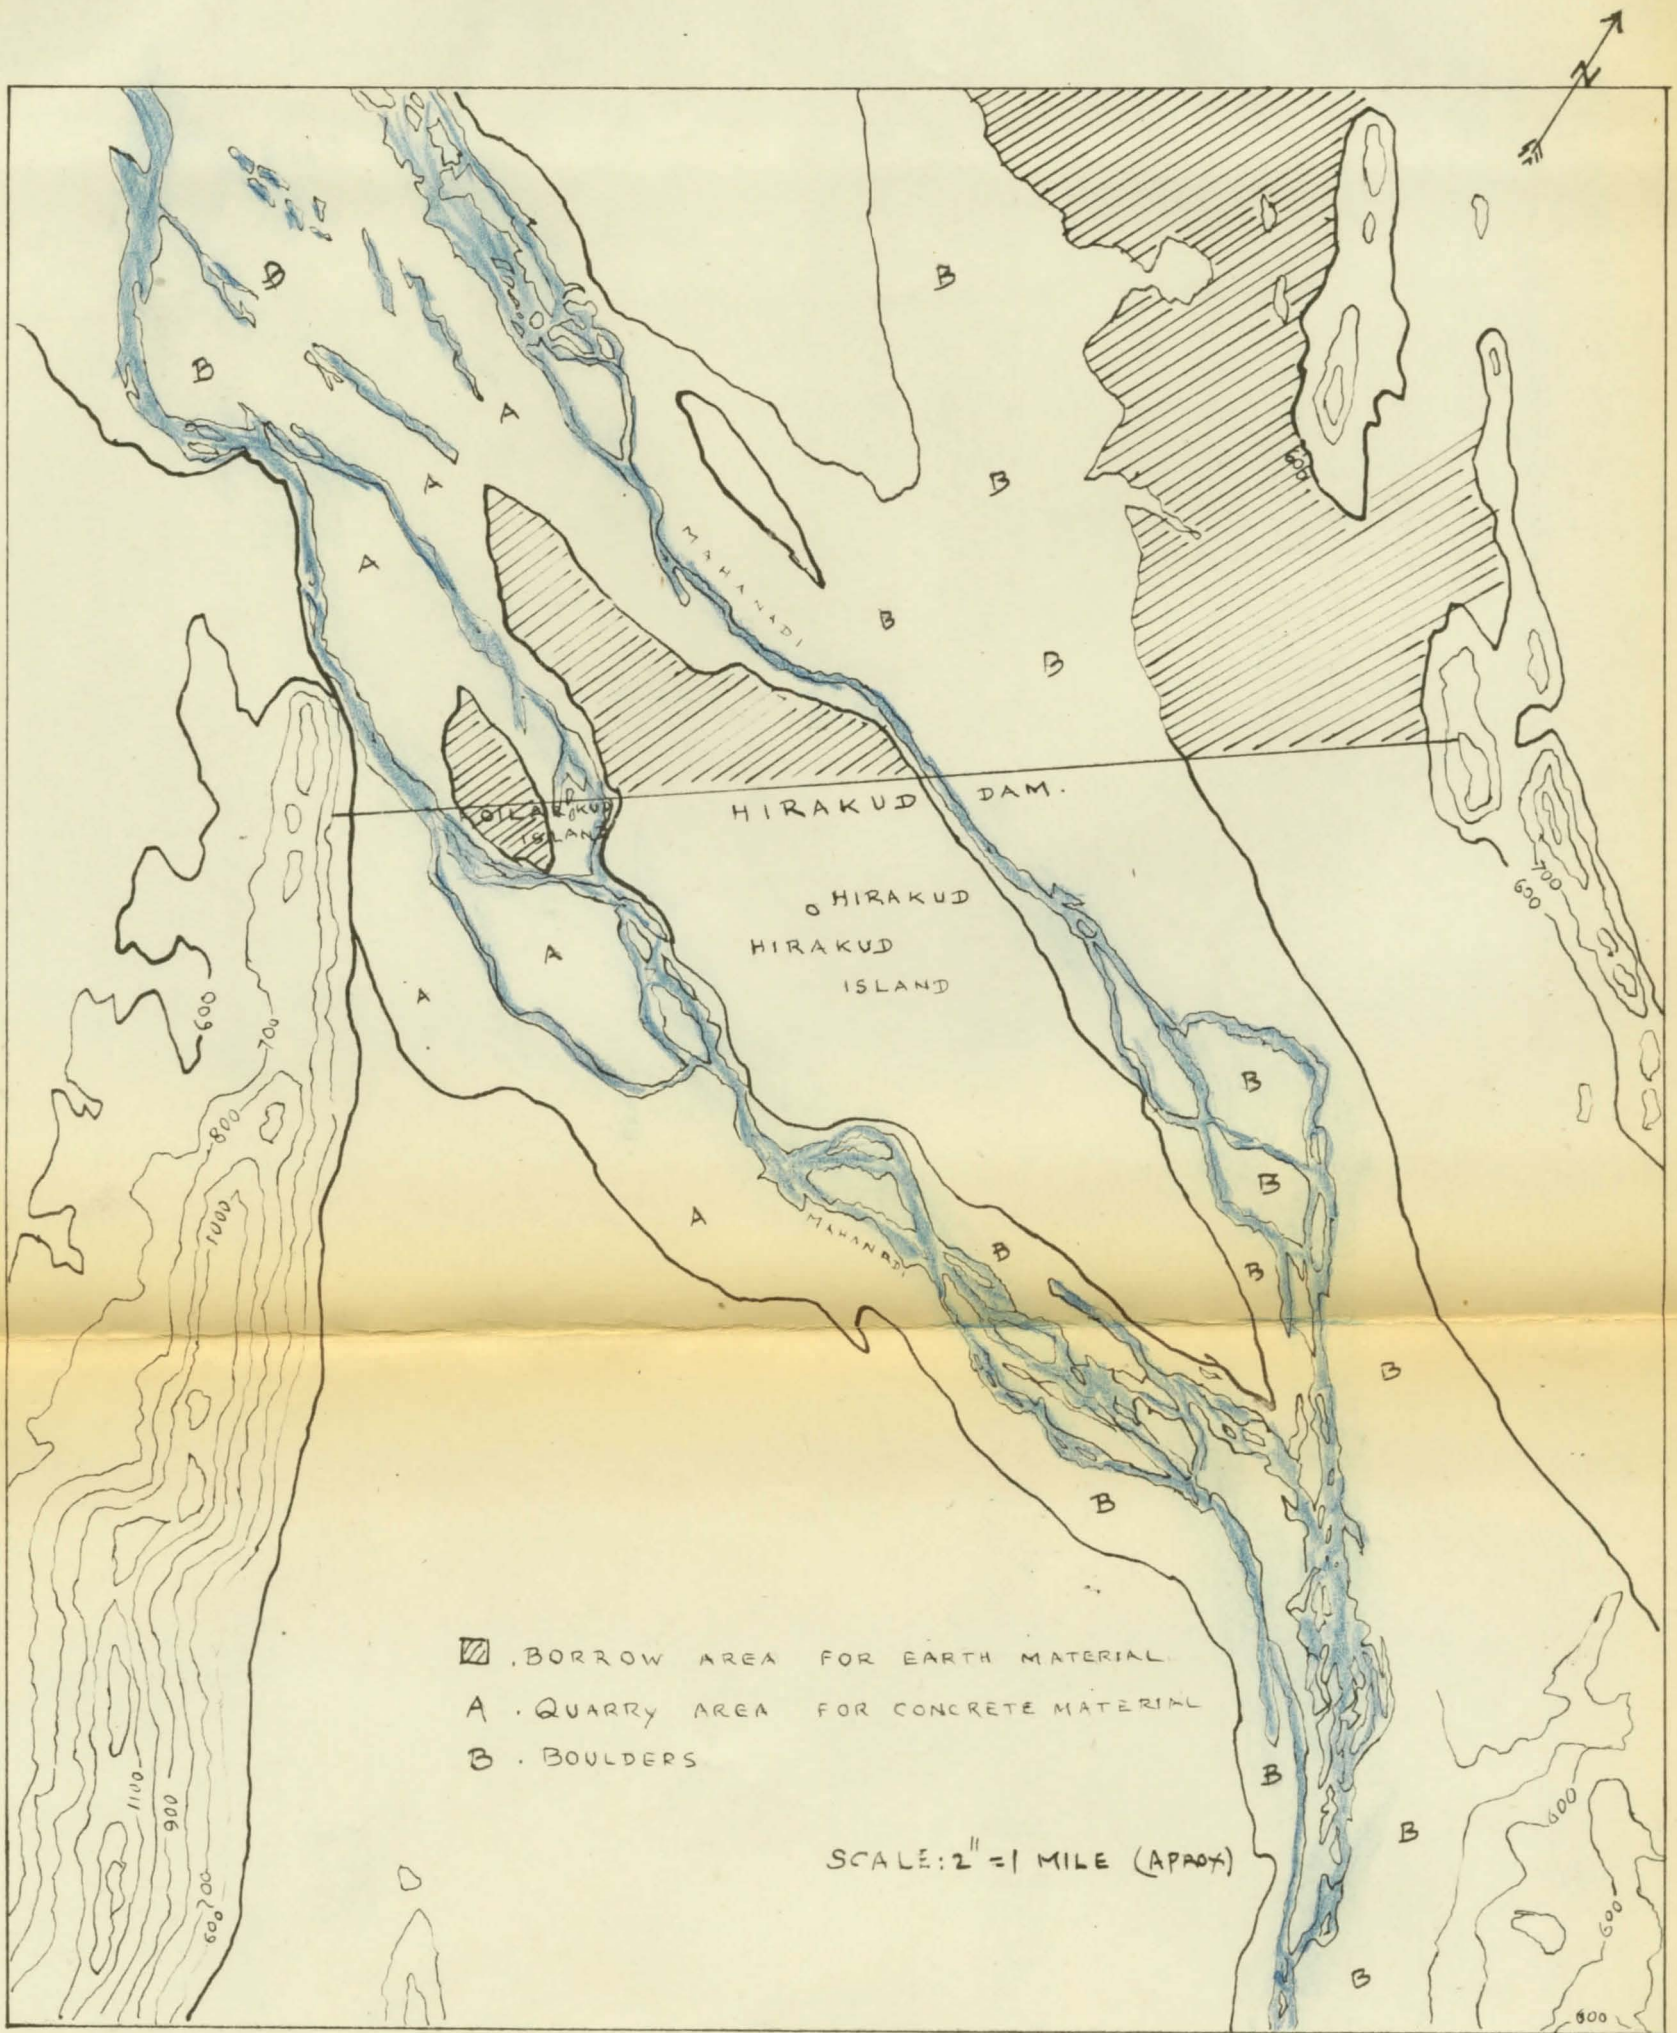 N
B
B
B
A
600
A
B
MAHANADI
A
B
B
HIRAKUD DAM.
ISLAND
HIRAKUD
HIRAKUD
ISLAND
700
600
A
A
600
700
B
800
B
1000
A
MAHANADI
B
B
B
B
☒ . BORROW AREA FOR EARTH MATERIAL
A . QUARRY AREA FOR CONCRETE MATERIAL
B . BOULDERS
B
1100
900
600
B
SCALE: 2" = 1 MILE (APROX)
700
600
600
B
600